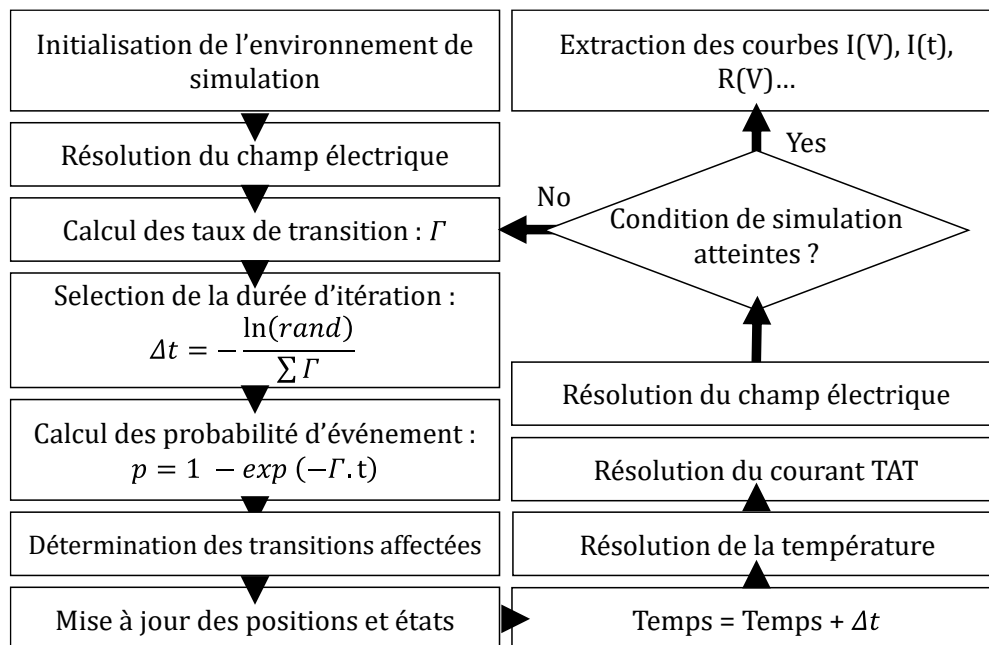 Initialisation de l’environnement de
simulation
Résolution du champ électrique
Calcul des taux de transition : Γ
Selection de la durée d’itération :
Δt = − ln(rand) / ∑ Γ
Calcul des probabilité d’événement :
p = 1 − exp (−Γ. t)
Détermination des transitions affectées
Mise à jour des positions et états
Temps = Temps + Δt
Résolution de la température
Résolution du courant TAT
Résolution du champ électrique
Condition de simulation
atteintes ?
No
Yes
Extraction des courbes I(V), I(t),
R(V)…